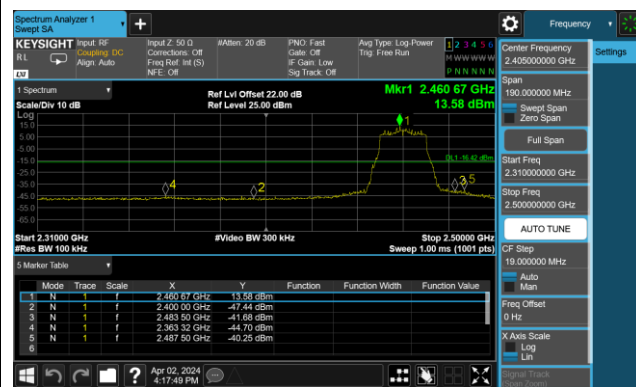 Spectrum Analyzer 1
Swept SA
Frequency
KEYSIGHT Input: RF
R L Coupling: DC
Align: Auto
LXI
Input Z: 50 Ω
Corrections: Off
Freq Ref: Int (S)
NFE: Off
#Atten: 20 dB
PNO: Fast
Gate: Off
IF Gain: Low
Sig Track: Off
Avg Type: Log-Power
Trig: Free Run
1 2 3 4 5 6
M W W W W W
P N N N N N
Center Frequency
2.405000000 GHz
Settings
1 Spectrum
Scale/Div 10 dB
Ref Lvl Offset 22.00 dB
Ref Level 25.00 dBm
Mkr1 2.460 67 GHz
13.58 dBm
Span
190.000000 MHz
Swept Span
Zero Span
Full Span
Start Freq
2.310000000 GHz
Stop Freq
2.500000000 GHz
AUTO TUNE
CF Step
19.000000 MHz
Auto
Man
Freq Offset
0 Hz
X Axis Scale
Log
Lin
Signal Track
(Span Zoom)
Log
15.0
5.00
-5.00
-15.0
-25.0
-35.0
-45.0
-55.0
-65.0
1
DL1 -16.42 dBm
4
2
3
5
Start 2.31000 GHz
#Res BW 100 kHz
#Video BW 300 kHz
Stop 2.50000 GHz
Sweep 1.00 ms (1001 pts)
5 Marker Table
Mode Trace Scale X Y Function Function Width Function Value
1 N 1 f 2.460 67 GHz 13.58 dBm
2 N 1 f 2.400 00 GHz -47.44 dBm
3 N 1 f 2.483 50 GHz -41.68 dBm
4 N 1 f 2.363 32 GHz -44.70 dBm
5 N 1 f 2.487 50 GHz -40.25 dBm
6
?
Apr 02, 2024
4:17:49 PM